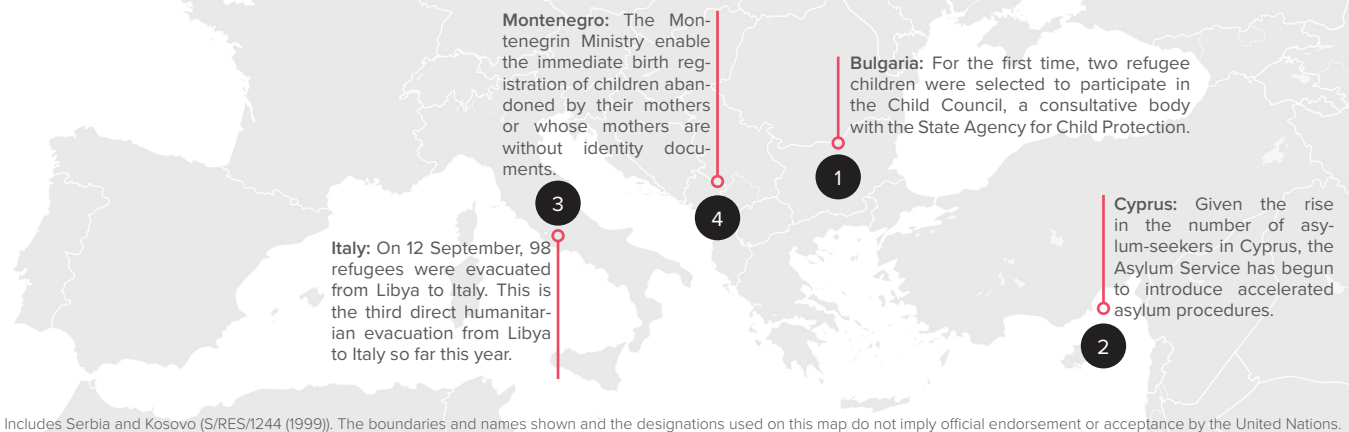 Montenegro: The Mon-
tenegrin Ministry enable
the immediate birth reg-
istration of children aban-
doned by their mothers
or whose mothers are
without identity docu-
ments.
Bulgaria: For the first time, two refugee
children were selected to participate in
the Child Council, a consultative body
with the State Agency for Child Protection.
1
3
4
Cyprus: Given the rise
in the number of asy-
lum-seekers in Cyprus, the
Asylum Service has begun
to introduce accelerated
asylum procedures.
2
Italy: On 12 September, 98
refugees were evacuated
from Libya to Italy. This is
the third direct humanitar-
ian evacuation from Libya
to Italy so far this year.
Includes Serbia and Kosovo (S/RES/1244 (1999)). The boundaries and names shown and the designations used on this map do not imply official endorsement or acceptance by the United Nations.